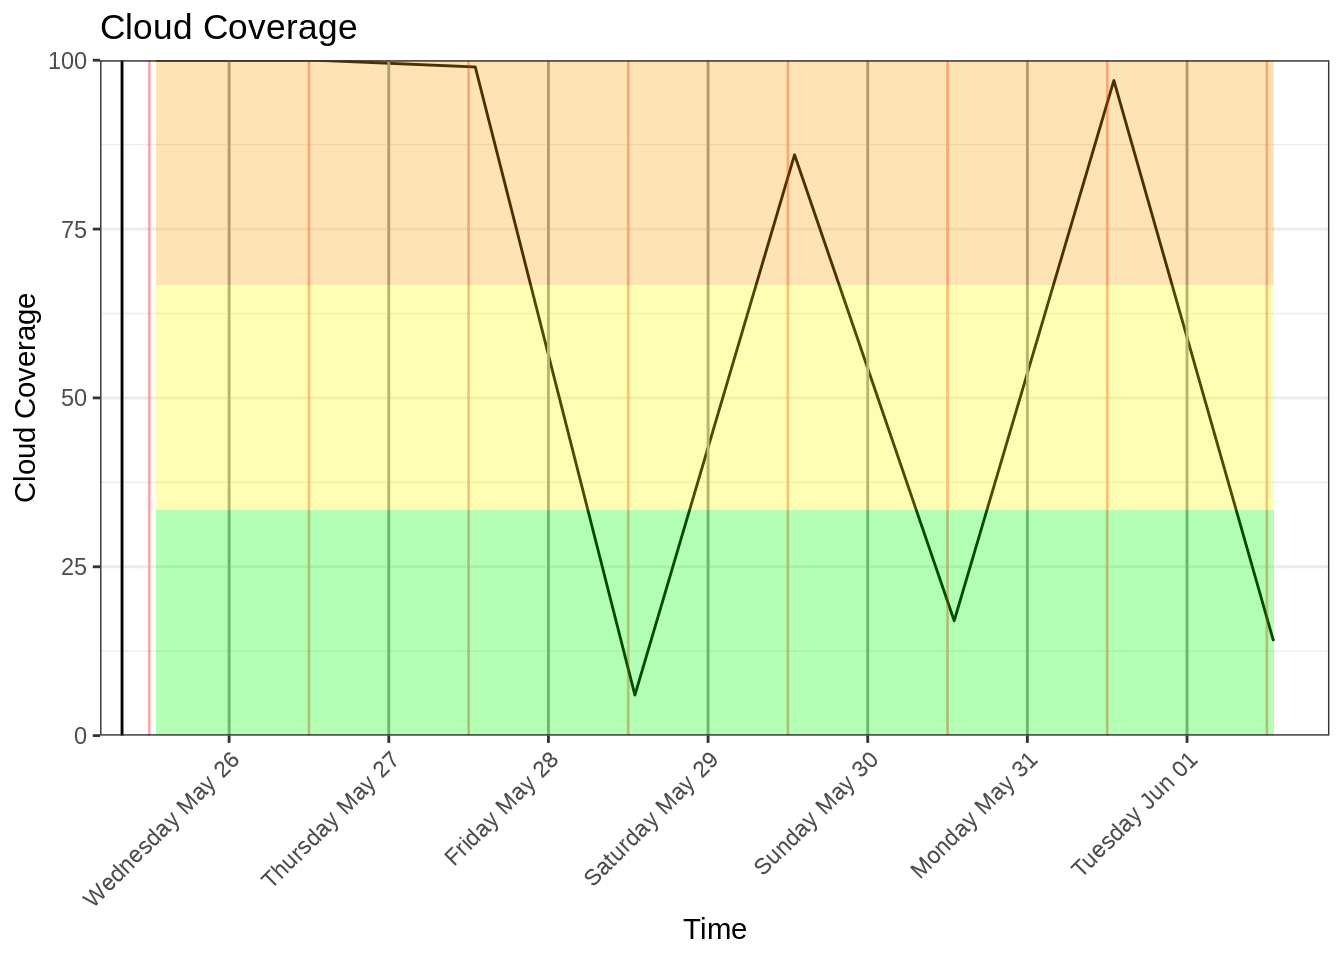 Cloud Coverage
Cloud Coverage
100
75
50
25
0
Wednesday May 26
Thursday May 27
Friday May 28
Saturday May 29
Sunday May 30
Monday May 31
Tuesday Jun 01
Time